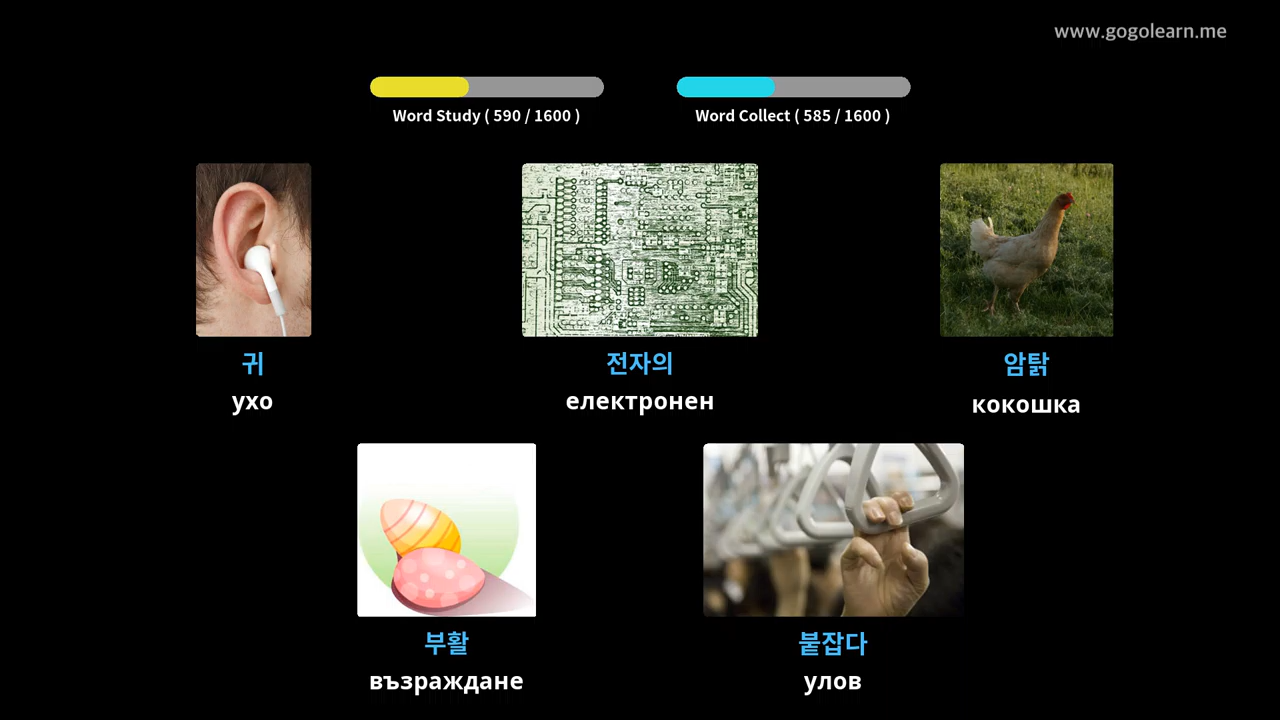 www.gogolearn.me
Word Study ( 590 / 1600 )
Word Collect ( 585 / 1600 )
귀
ухо
전자의
електронен
암탉
кокошка
부활
възраждане
붙잡다
улов